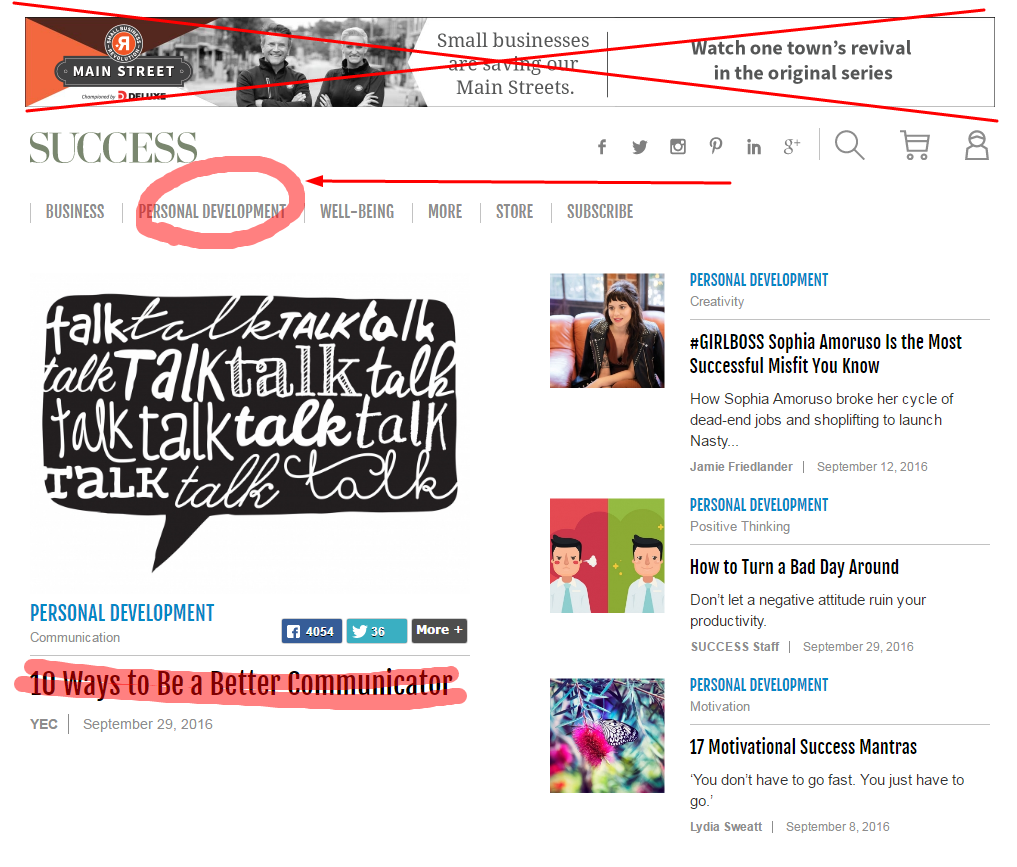 SMALL BUSINESS
REVOLUTION
MAIN STREET
Championed by DELUXE
Small businesses
are saving our
Main Streets.
Watch one town’s revival
in the original series
SUCCESS
BUSINESS PERSONAL DEVELOPMENT WELL-BEING MORE STORE SUBSCRIBE
talk talk TALK talk
talk TALK talk talk
talk talk talk talk
TALK talk talk
PERSONAL DEVELOPMENT
Communication
4054 36 More +
10 Ways to Be a Better Communicator
YEC | September 29, 2016
PERSONAL DEVELOPMENT
Creativity
#GIRLBOSS Sophia Amoruso Is the Most
Successful Misfit You Know
How Sophia Amoruso broke her cycle of
dead-end jobs and shoplifting to launch
Nasty...
Jamie Friedlander | September 12, 2016
PERSONAL DEVELOPMENT
Positive Thinking
How to Turn a Bad Day Around
Don’t let a negative attitude ruin your
productivity.
SUCCESS Staff | September 29, 2016
PERSONAL DEVELOPMENT
Motivation
17 Motivational Success Mantras
‘You don’t have to go fast. You just have to
go.’
Lydia Sweatt | September 8, 2016